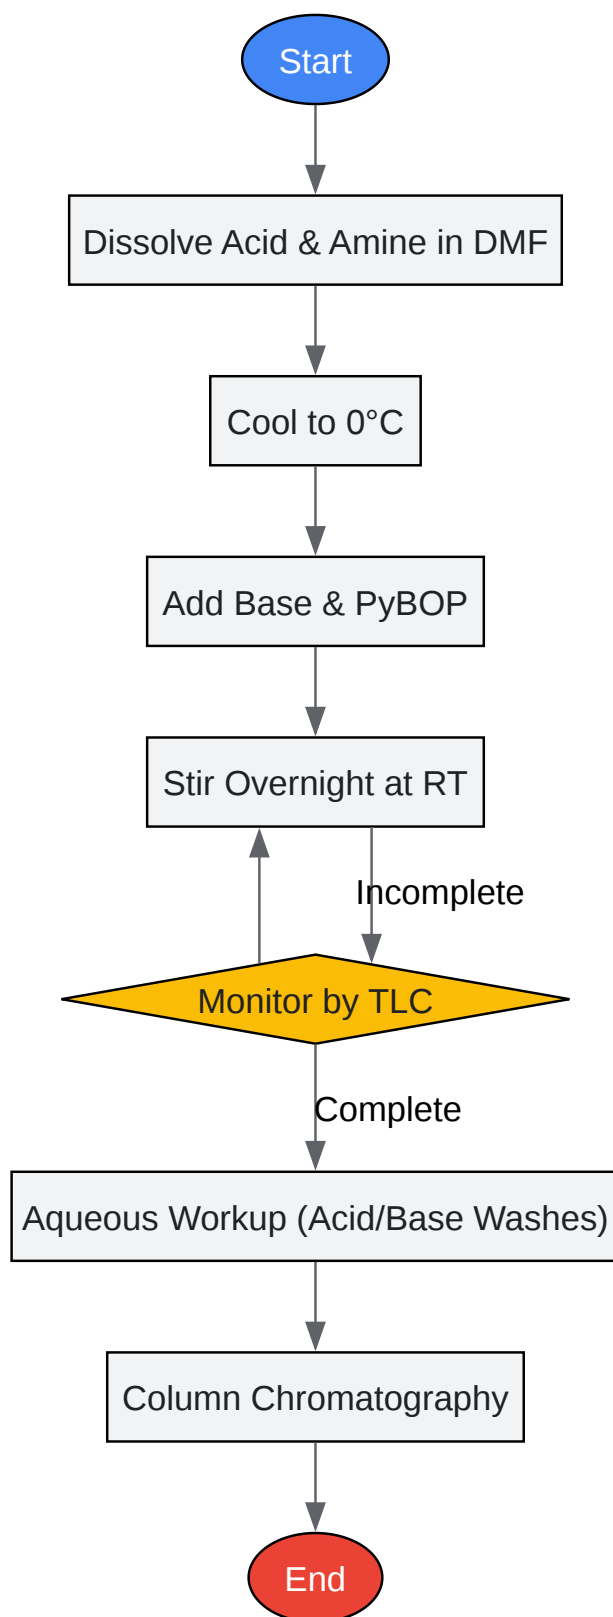 Start
Dissolve Acid & Amine in DMF
Cool to 0°C
Add Base & PyBOP
Stir Overnight at RT
Incomplete
Monitor by TLC
Complete
Aqueous Workup (Acid/Base Washes)
Column Chromatography
End